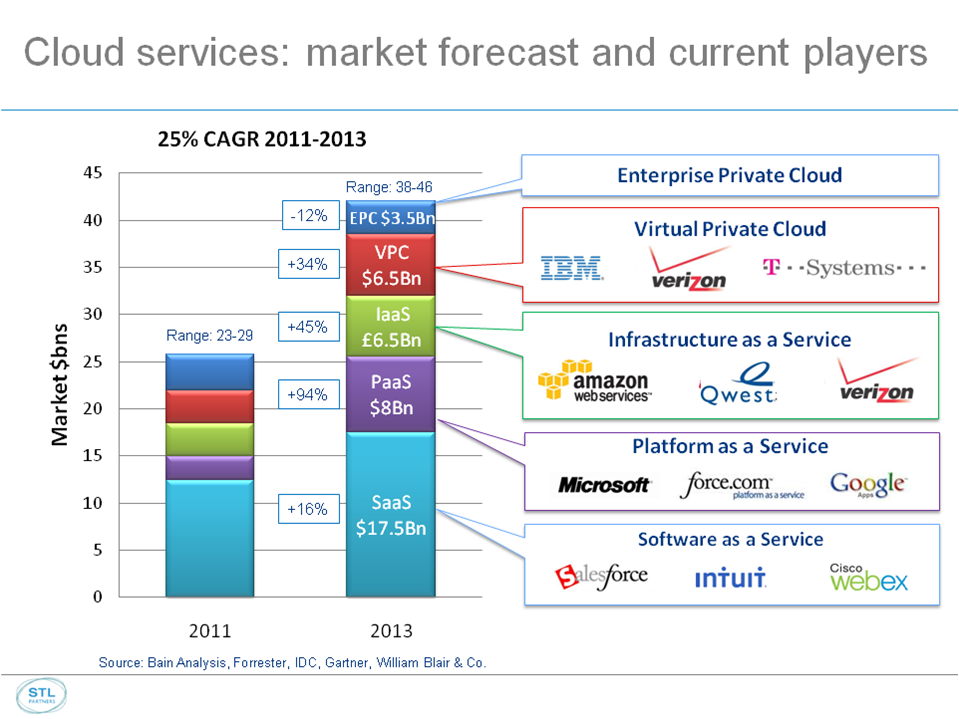 Cloud services: market forecast and current players
25% CAGR 2011-2013
Market $bns
45
40
35
30
25
20
15
10
5
0
Range: 23-29
2011
-12%
+34%
+45%
+94%
+16%
Range: 38-46
EPC $3.5Bn
VPC
$6.5Bn
IaaS
£6.5Bn
PaaS
$8Bn
SaaS
$17.5Bn
2013
Enterprise Private Cloud
Virtual Private Cloud
IBM®
verizon
T··Systems···
Infrastructure as a Service
amazon
web services™
Qwest
verizon
Platform as a Service
Microsoft
force.com™
platform as a service
Google™
Apps
Software as a Service
Salesforce
intuit
Cisco
webex
Source: Bain Analysis, Forrester, IDC, Gartner, William Blair & Co.
STL
PARTNERS